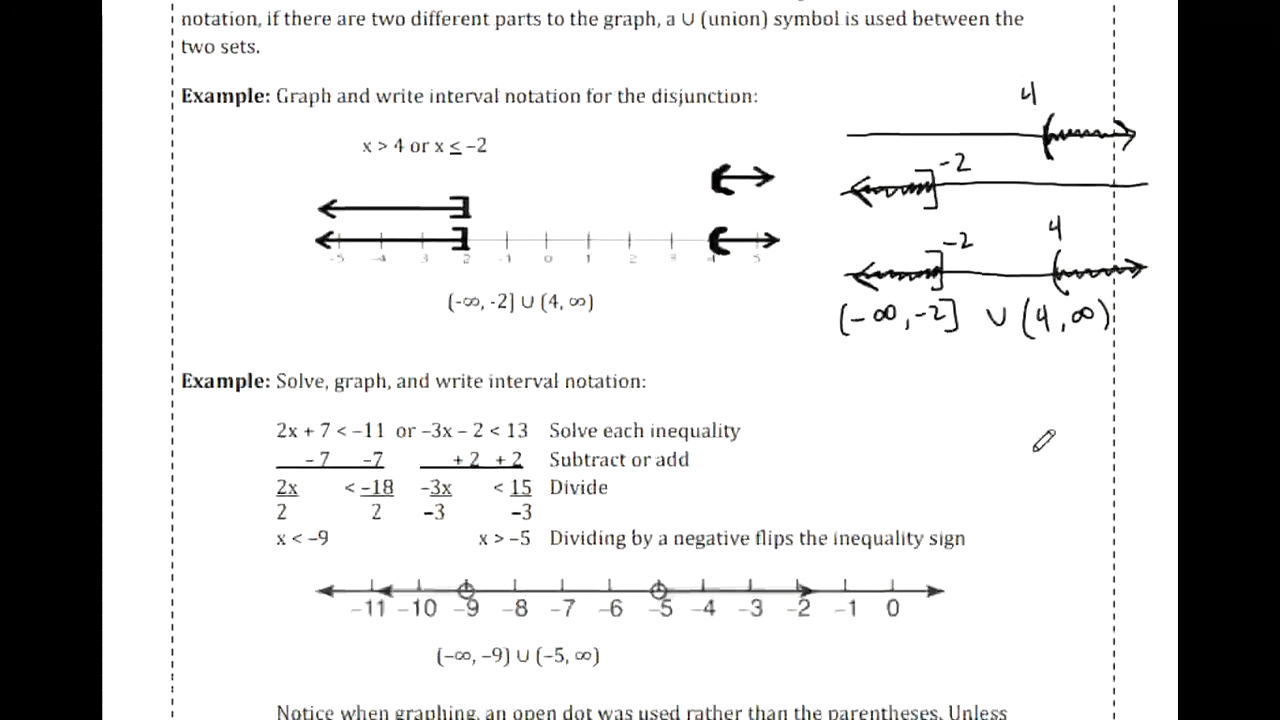 notation, if there are two different parts to the graph, a ∪ (union) symbol is used between the
two sets.
Example: Graph and write interval notation for the disjunction:
x > 4 or x ≤ −2
-5 -4 -3 -2 -1 0 1 2 3 4 5
(-∞, -2] ∪ (4, ∞)
4
-2
-2 4
(-∞,-2] ∪ (4,∞)
Example: Solve, graph, and write interval notation:
2x + 7 < −11 or −3x − 2 < 13 Solve each inequality
− 7 −7 + 2 + 2 Subtract or add
2x < −18 −3x < 15 Divide
2 2 −3 −3
x < −9 x > −5 Dividing by a negative flips the inequality sign
−11 −10 −9 −8 −7 −6 −5 −4 −3 −2 −1 0
(−∞, −9) ∪ (−5, ∞)
Notice when graphing, an open dot was used rather than the parentheses. Unless